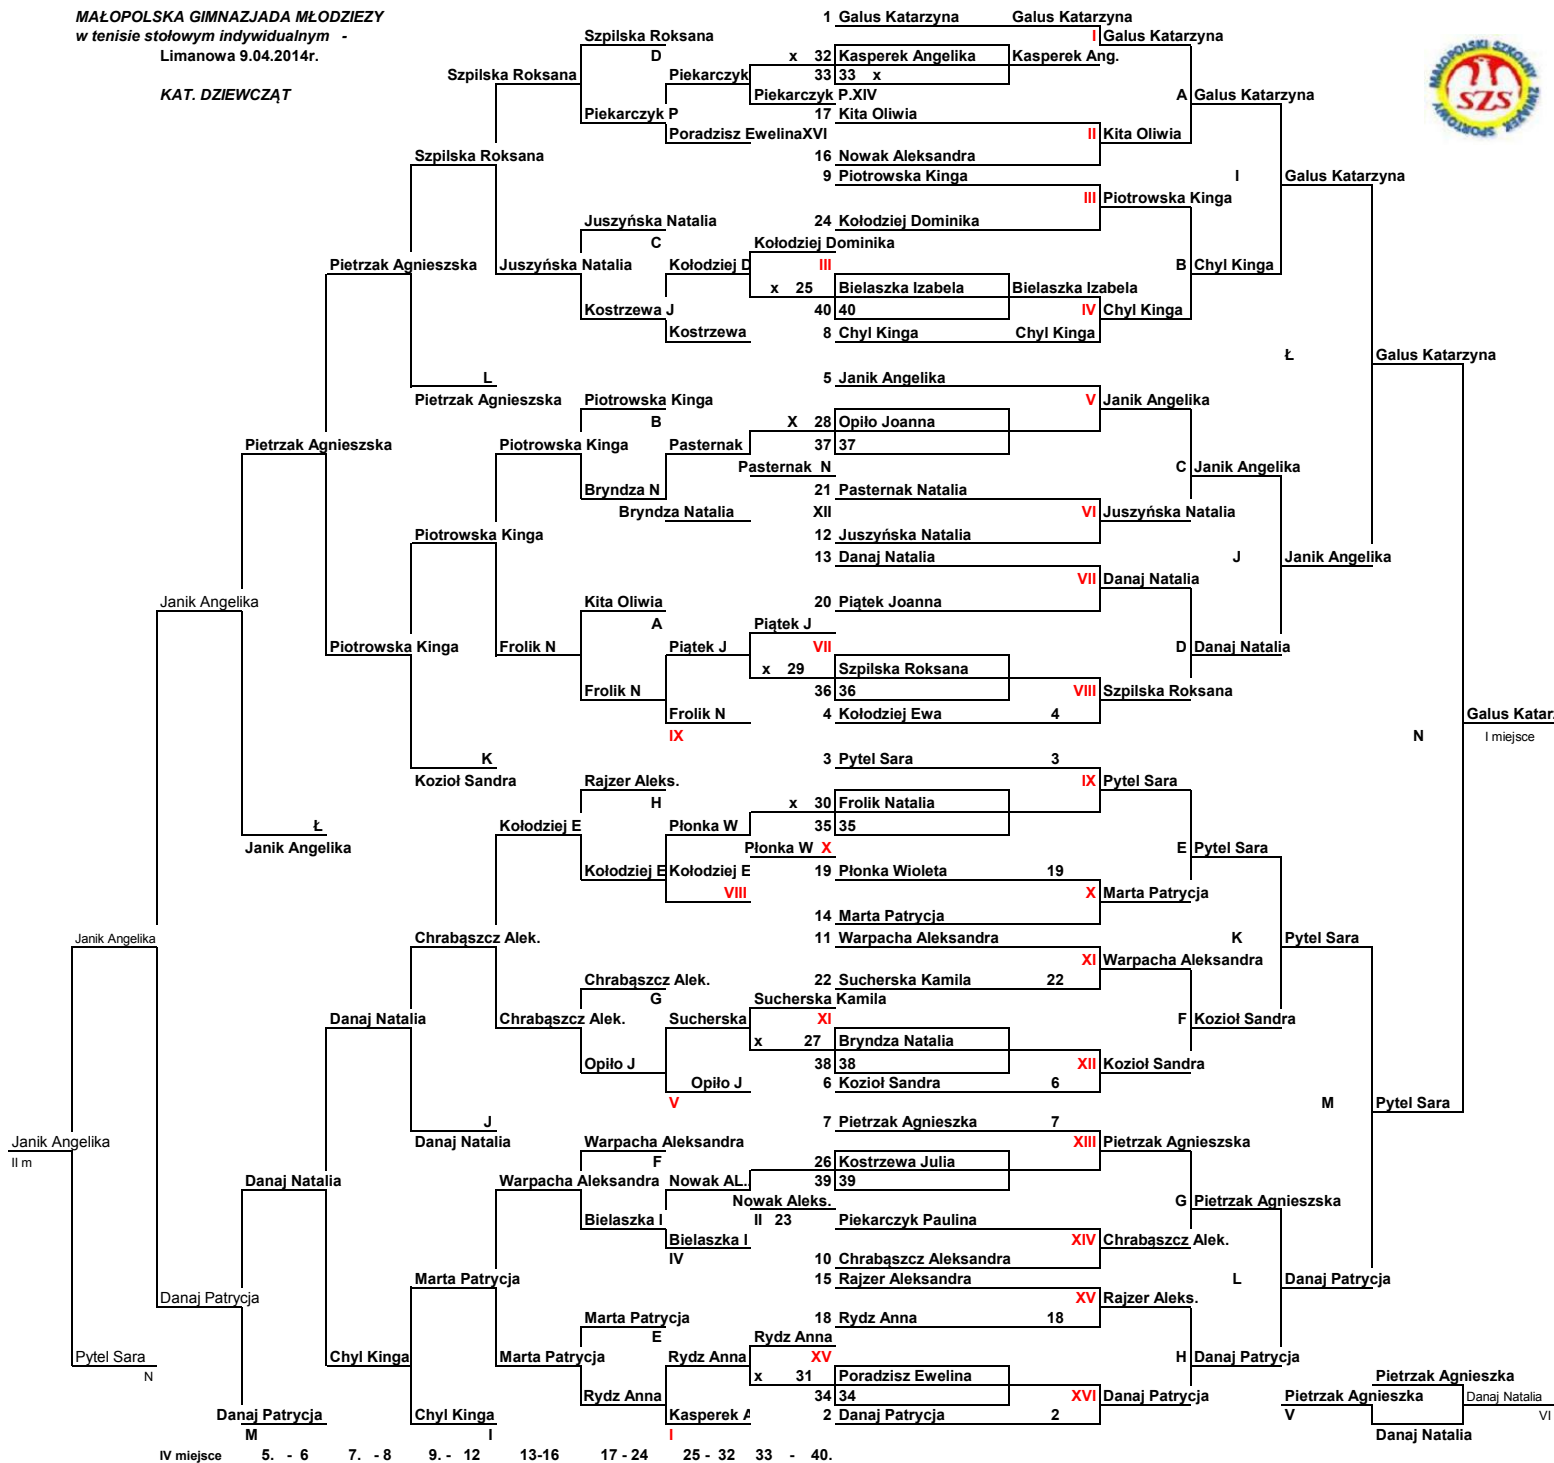 MAŁOPOLSKA GIMNAZJADA MŁODZIEZY
w tenisie stołowym indywidualnym -
Limanowa 9.04.2014r.
KAT. DZIEWCZĄT
MAŁOPOLSKI SZKOLNY ZWIĄZEK SPORTOWY
SZS
1 Galus Katarzyna Galus Katarzyna
Szpilska Roksana I Galus Katarzyna
D x 32 Kasperek Angelika Kasperek Ang.
Szpilska Roksana Piekarczyk 33 33 x
Piekarczyk P.XIV A Galus Katarzyna
Piekarczyk P 17 Kita Oliwia
Poradzisz EwelinaXVI II Kita Oliwia
Szpilska Roksana 16 Nowak Aleksandra
9 Piotrowska Kinga I Galus Katarzyna
III Piotrowska Kinga
Juszyńska Natalia 24 Kołodziej Dominika
C Kołodziej Dominika
Pietrzak Agnieszska Juszyńska Natalia Kołodziej D III B Chyl Kinga
x 25 Bielaszka Izabela Bielaszka Izabela
Kostrzewa J 40 40 IV Chyl Kinga
Kostrzewa 8 Chyl Kinga Chyl Kinga
Ł Galus Katarzyna
L 5 Janik Angelika
Pietrzak Agnieszska Piotrowska Kinga V Janik Angelika
B X 28 Opiło Joanna
Pietrzak Agnieszska Piotrowska Kinga Pasternak 37 37
Pasternak N C Janik Angelika
Bryndza N 21 Pasternak Natalia
Bryndza Natalia XII VI Juszyńska Natalia
Piotrowska Kinga 12 Juszyńska Natalia
13 Danaj Natalia J Janik Angelika
VII Danaj Natalia
Janik Angelika Kita Oliwia 20 Piątek Joanna
A Piątek J
Piotrowska Kinga Frolik N Piątek J VII D Danaj Natalia
x 29 Szpilska Roksana
Frolik N 36 36 VIII Szpilska Roksana
Frolik N 4 Kołodziej Ewa 4 Galus Katar
IX N I miejsce
K 3 Pytel Sara 3
Kozioł Sandra Rajzer Aleks. IX Pytel Sara
H x 30 Frolik Natalia
Ł Kołodziej E Płonka W 35 35
Janik Angelika Płonka W X E Pytel Sara
Kołodziej E Kołodziej E 19 Płonka Wioleta 19
VIII X Marta Patrycja
14 Marta Patrycja
Janik Angelika Chrabąszcz Alek. 11 Warpacha Aleksandra K Pytel Sara
XI Warpacha Aleksandra
Chrabąszcz Alek. 22 Sucherska Kamila 22
G Sucherska Kamila
Danaj Natalia Chrabąszcz Alek. Sucherska XI F Kozioł Sandra
x 27 Bryndza Natalia
Opiło J 38 38 XII Kozioł Sandra
Opiło J 6 Kozioł Sandra 6
V M Pytel Sara
J 7 Pietrzak Agnieszka 7
Janik Angelika Danaj Natalia Warpacha Aleksandra XIII Pietrzak Agnieszska
II m F 26 Kostrzewa Julia
Danaj Natalia Warpacha Aleksandra Nowak AL. 39 39
Nowak Aleks. G Pietrzak Agnieszska
Bielaszka I II 23 Piekarczyk Paulina
Bielaszka I XIV Chrabąszcz Alek.
IV 10 Chrabąszcz Aleksandra
Marta Patrycja 15 Rajzer Aleksandra L Danaj Patrycja
Danaj Patrycja XV Rajzer Aleks.
Marta Patrycja 18 Rydz Anna 18
E Rydz Anna
Pytel Sara Chyl Kinga Marta Patrycja Rydz Anna XV H Danaj Patrycja
N x 31 Poradzisz Ewelina Pietrzak Agnieszka
Rydz Anna 34 34 XVI Danaj Patrycja Pietrzak Agnieszka Danaj Natalia
Danaj Patrycja Chyl Kinga Kasperek A 2 Danaj Patrycja 2 V VI
M I I Danaj Natalia
IV miejsce 5. - 6 7. - 8 9. - 12 13-16 17 - 24 25 - 32 33 - 40.